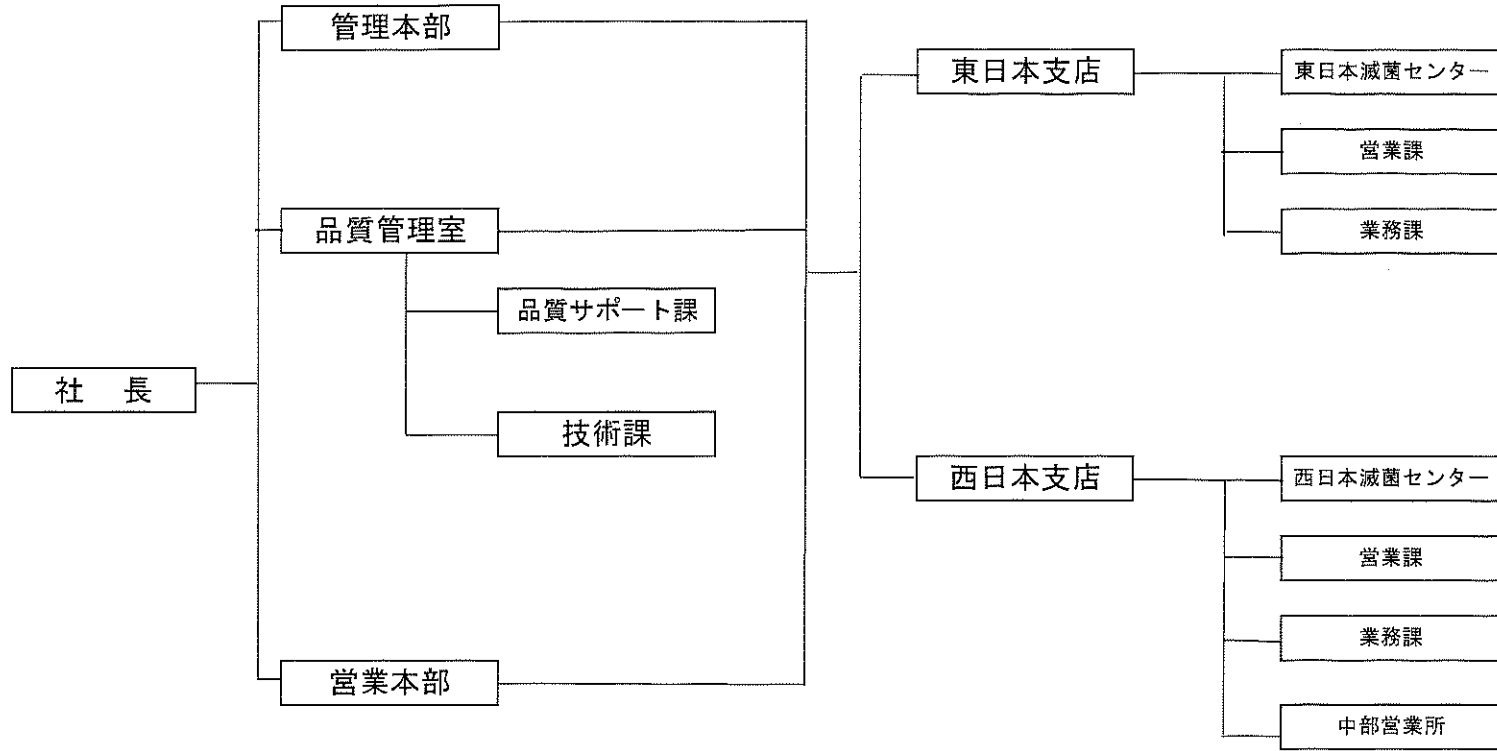 管理本部
品質管理室
品質サポート課
技術課
社　長
営業本部
東日本支店
東日本滅菌センター
営業課
業務課
西日本支店
西日本滅菌センター
営業課
業務課
中部営業所